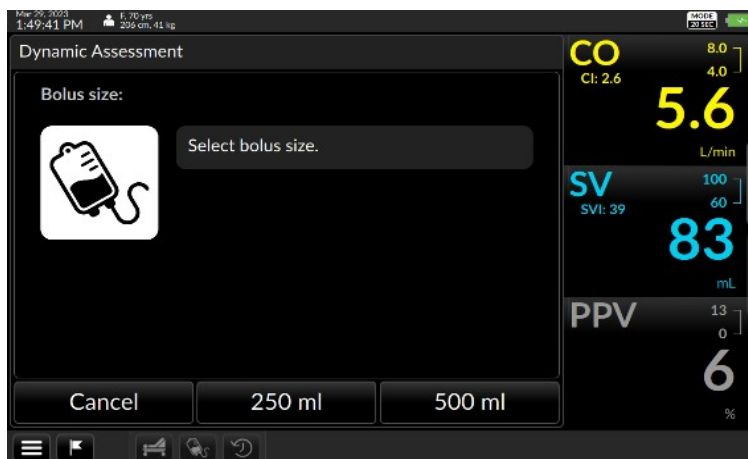 Mar 29, 2023
1:49:41 PM
F, 70 yrs
206 cm, 41 kg
MODE
20 SEC
Dynamic Assessment
Bolus size:
Select bolus size.
Cancel
250 ml
500 ml
CO
CI: 2.6
8.0
4.0
5.6
L/min
SV
SVI: 39
100
60
83
mL
PPV
13
0
6
%